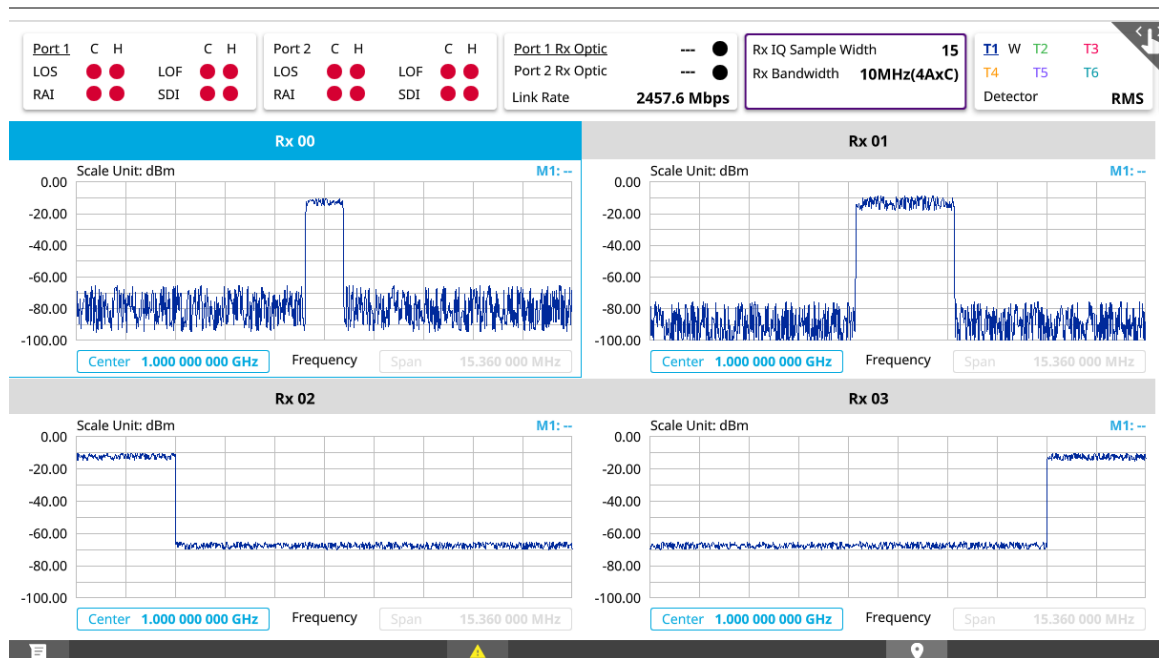 Port 1 C H C H
LOS LOF
RAI SDI
Port 2 C H C H
LOS LOF
RAI SDI
Port 1 Rx Optic ---
Port 2 Rx Optic ---
Link Rate 2457.6 Mbps
Rx IQ Sample Width 15
Rx Bandwidth 10MHz(4AxC)
T1 W T2 T3
T4 T5 T6
Detector RMS
Rx 00
Scale Unit: dBm M1: --
0.00
-20.00
-40.00
-60.00
-80.00
-100.00
Center 1.000 000 000 GHz Frequency Span 15.360 000 MHz
Rx 01
Scale Unit: dBm M1: --
0.00
-20.00
-40.00
-60.00
-80.00
-100.00
Center 1.000 000 000 GHz Frequency Span 15.360 000 MHz
Rx 02
Scale Unit: dBm M1: --
0.00
-20.00
-40.00
-60.00
-80.00
-100.00
Center 1.000 000 000 GHz Frequency Span 15.360 000 MHz
Rx 03
Scale Unit: dBm M1: --
0.00
-20.00
-40.00
-60.00
-80.00
-100.00
Center 1.000 000 000 GHz Frequency Span 15.360 000 MHz